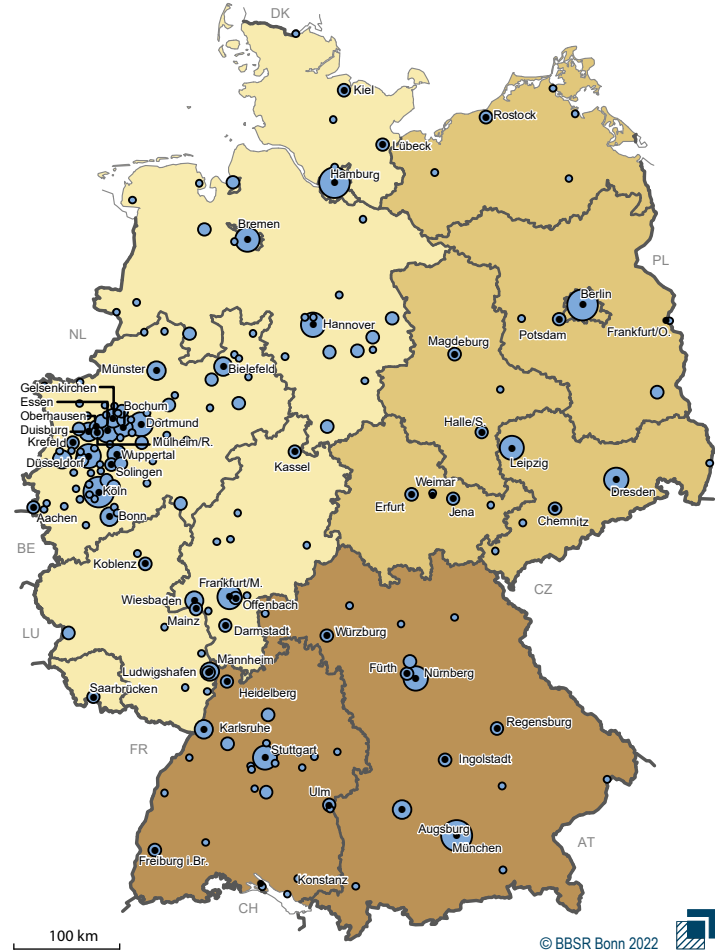 DK
Kiel
Rostock
Lübeck
Hamburg
Bremen
PL
Berlin
Hannover
Potsdam
Frankfurt/O.
NL
Magdeburg
Münster
Bielefeld
Gelsenkirchen
Essen
Bochum
Oberhausen
Dortmund
Duisburg
Krefeld
Mülheim/R.
Halle/S.
Wuppertal
Düsseldorf
Leipzig
Kassel
Solingen
Köln
Weimar
Dresden
Erfurt
Jena
Aachen
Bonn
Chemnitz
BE
Koblenz
Frankfurt/M.
CZ
Wiesbaden
Offenbach
Mainz
LU
Darmstadt
Würzburg
Mannheim
Ludwigshafen
Fürth
Nürnberg
Saarbrücken
Heidelberg
Regensburg
Karlsruhe
FR
Stuttgart
Ingolstadt
Ulm
Augsburg
AT
München
Freiburg i.Br.
Konstanz
CH
100 km
© BBSR Bonn 2022